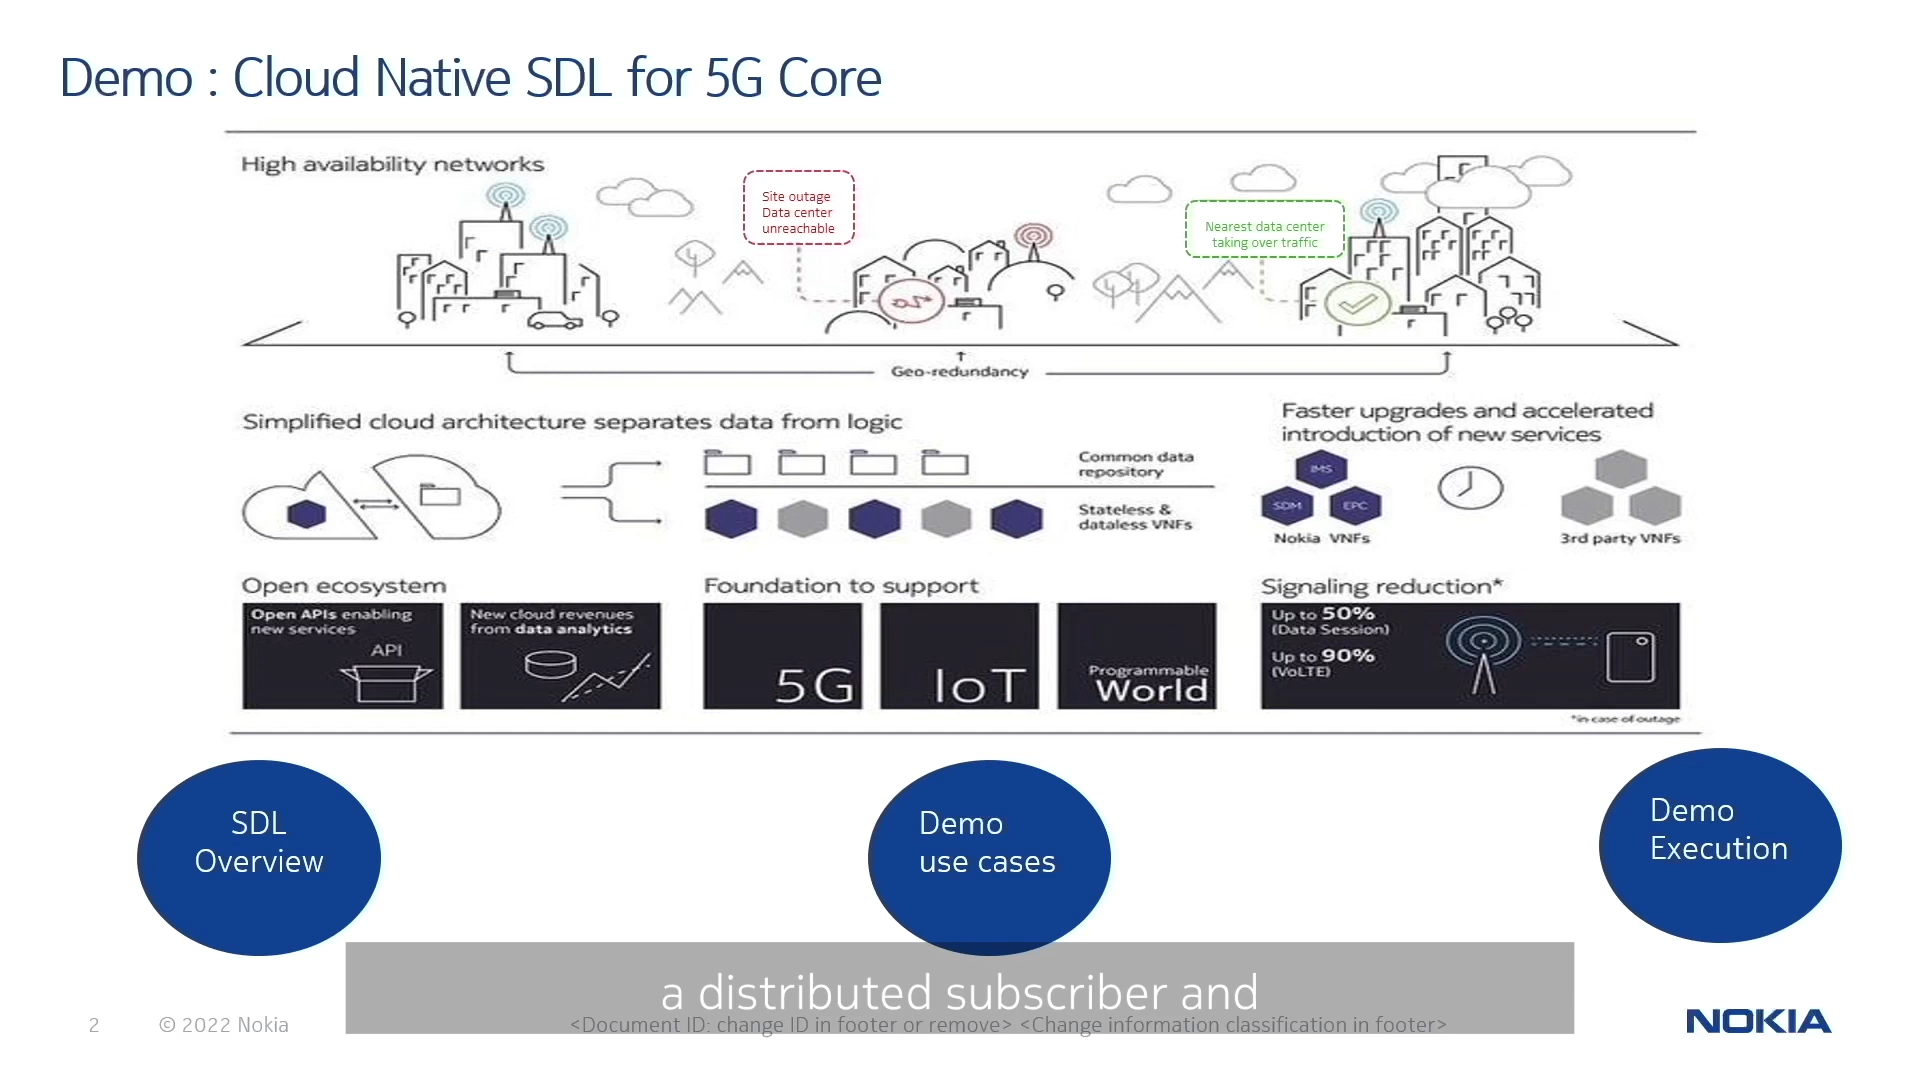 Demo : Cloud Native SDL for 5G Core
High availability networks
Site outage
Data center
unreachable
Nearest data center
taking over traffic
Geo-redundancy
Simplified cloud architecture separates data from logic
Common data
repository
Stateless &
dataless VNFs
Faster upgrades and accelerated
introduction of new services
IMS
SDM
EPC
Nokia VNFs
3rd party VNFs
Open ecosystem
Open APIs enabling
new services
API
New cloud revenues
from data analytics
Foundation to support
5G
IoT
Programmable
World
Signaling reduction*
Up to 50%
(Data Session)
Up to 90%
(VoLTE)
*in case of outage
SDL
Overview
Demo
use cases
Demo
Execution
a distributed subscriber and
2
© 2022 Nokia
<Document ID: change ID in footer or remove> <Change information classification in footer>
NOKIA